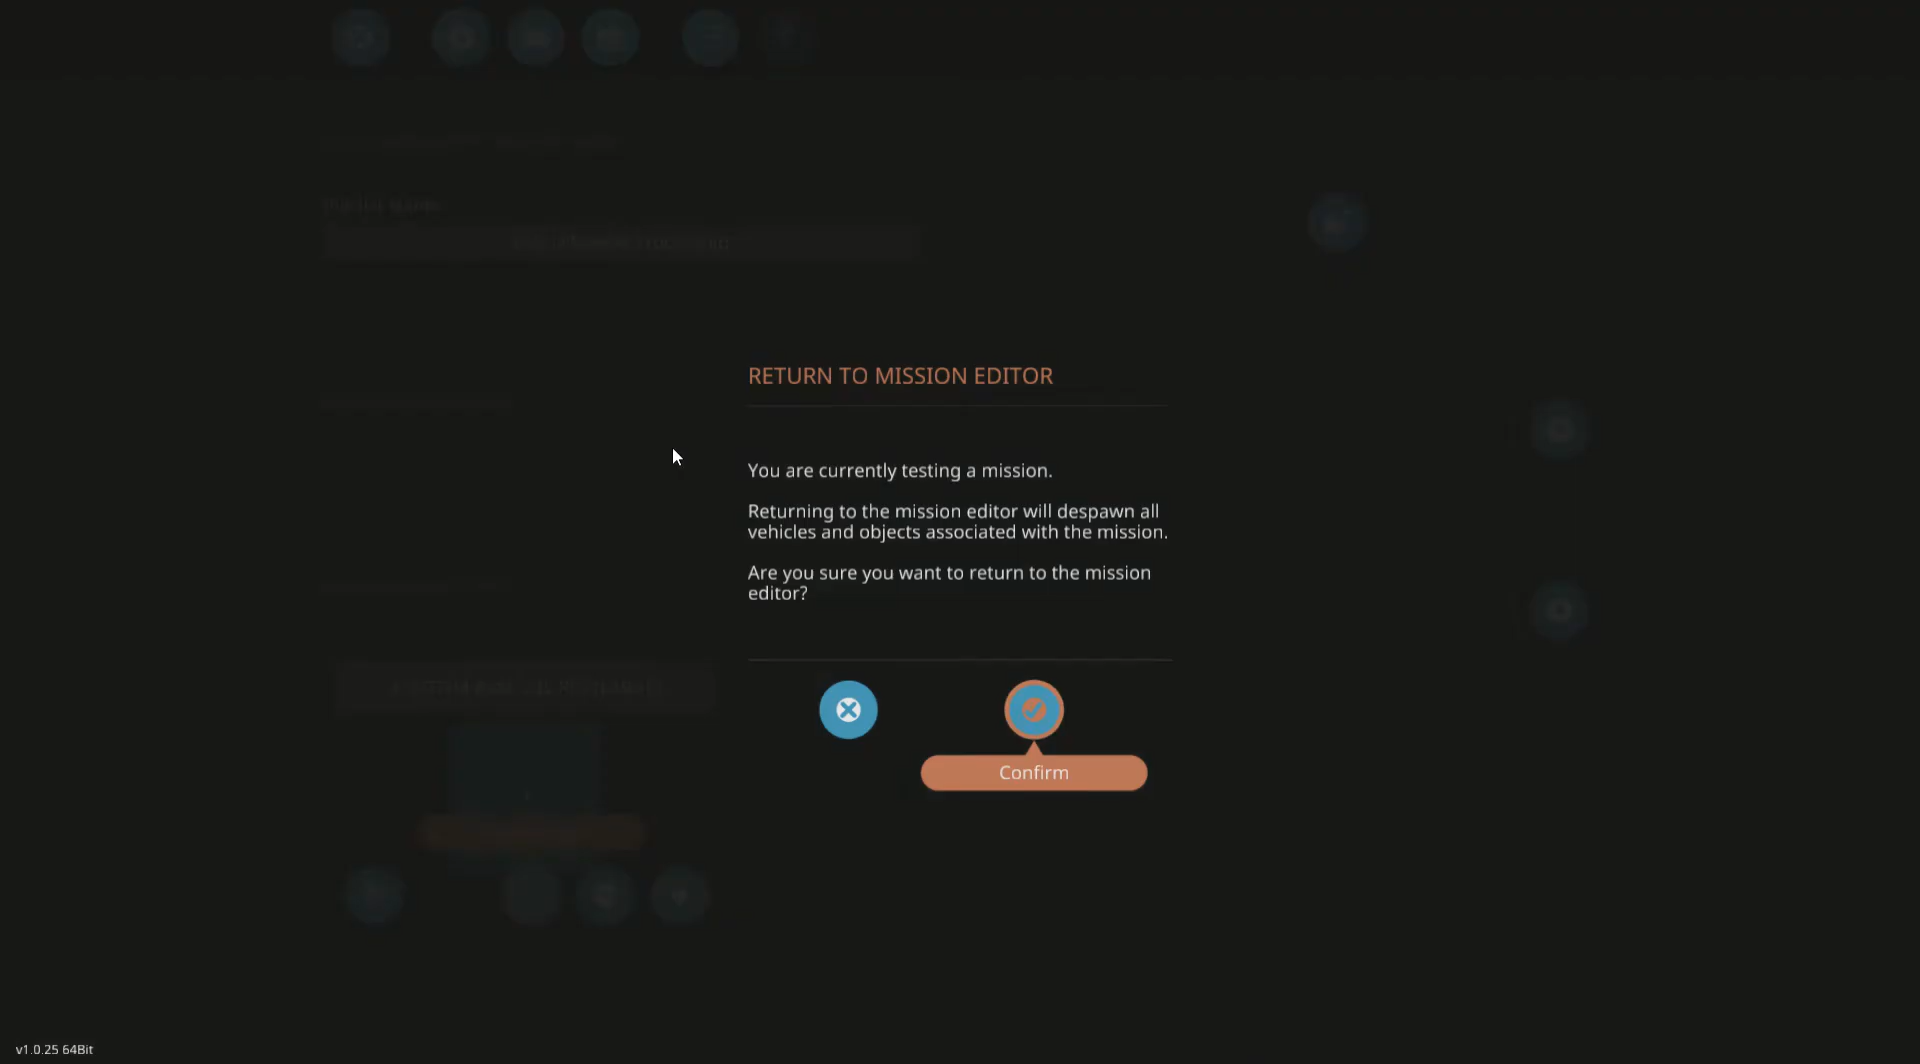 RETURN TO MISSION EDITOR
You are currently testing a mission.
Returning to the mission editor will despawn all
vehicles and objects associated with the mission.
Are you sure you want to return to the mission
editor?
Confirm
v1.0.25 64Bit